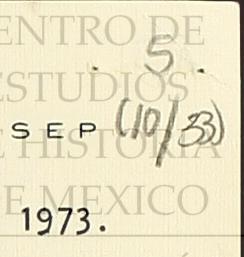 CENTRO DE
5.
ESTUDIOS
SEP (10/33)
DE HISTORIA
DE MEXICO
1973.